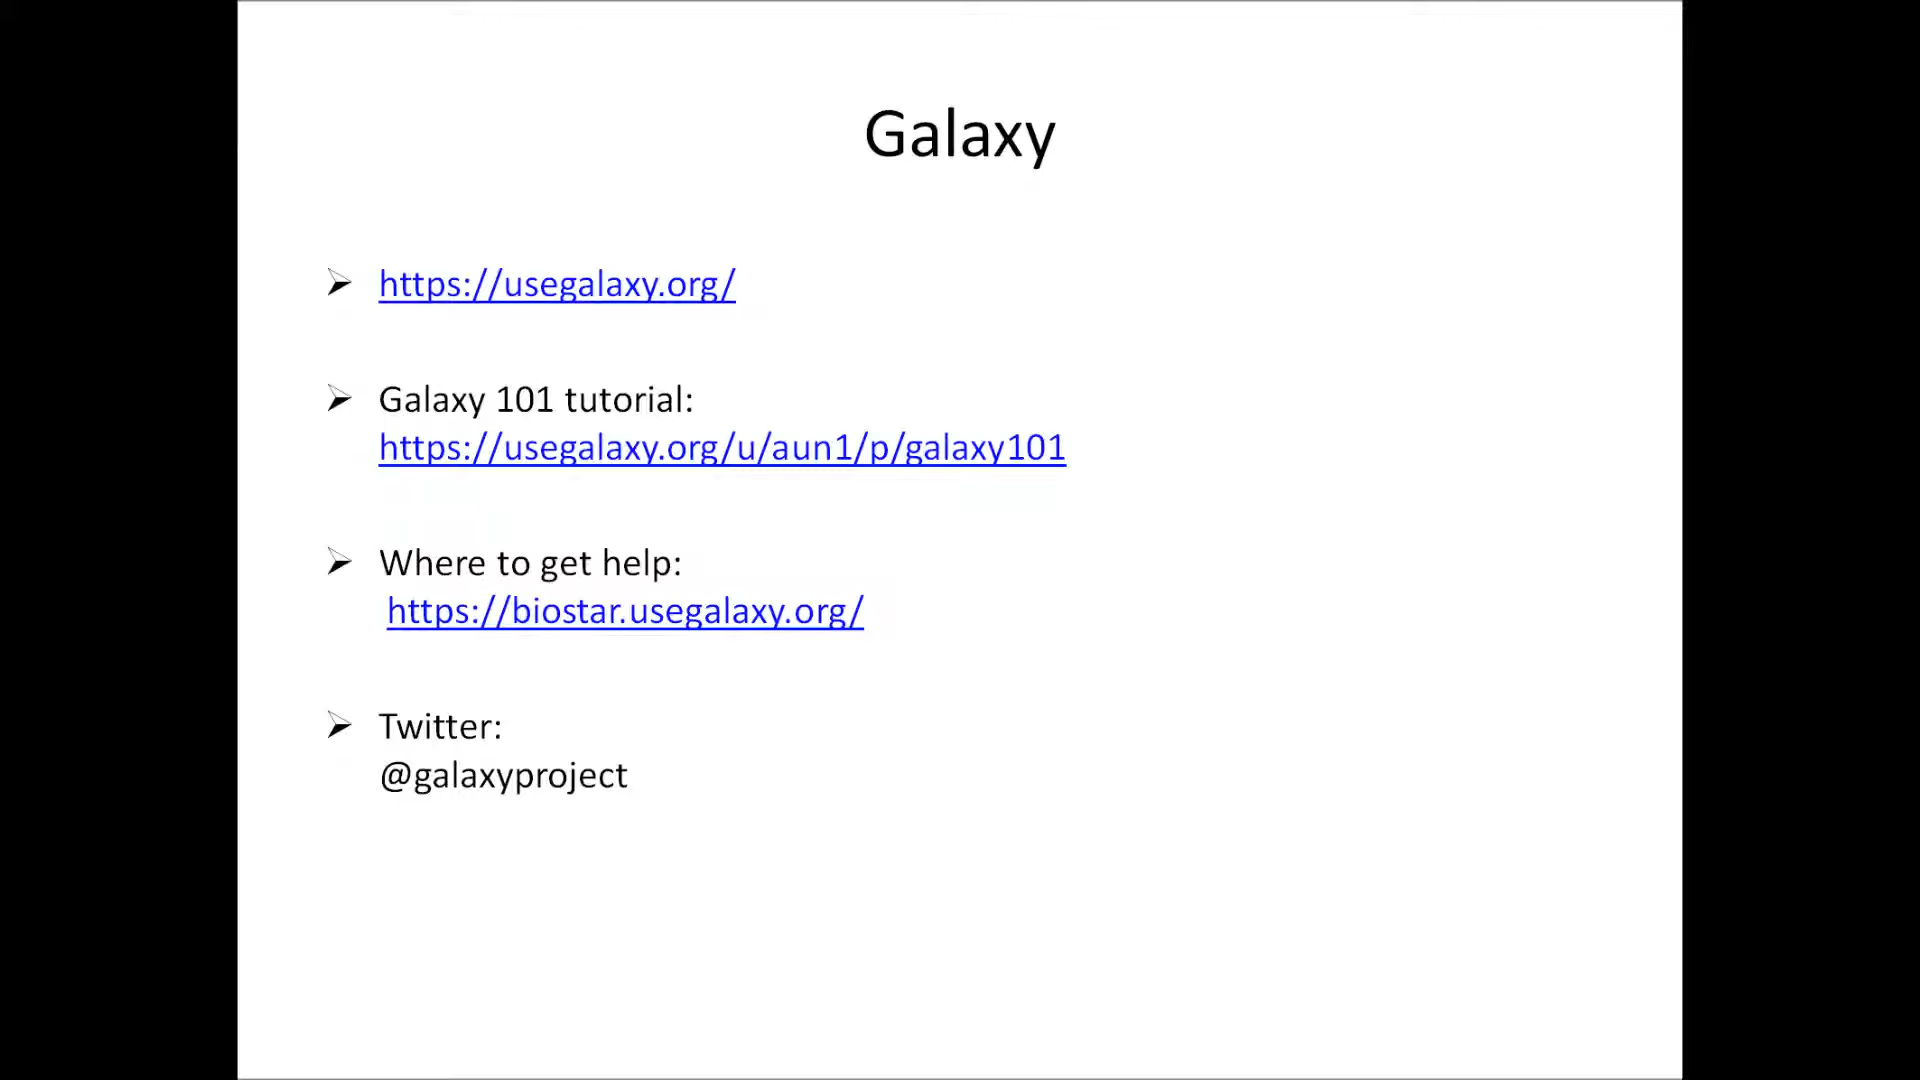 Galaxy
https://usegalaxy.org/
Galaxy 101 tutorial:
https://usegalaxy.org/u/aun1/p/galaxy101
Where to get help:
https://biostar.usegalaxy.org/
Twitter:
@galaxyproject